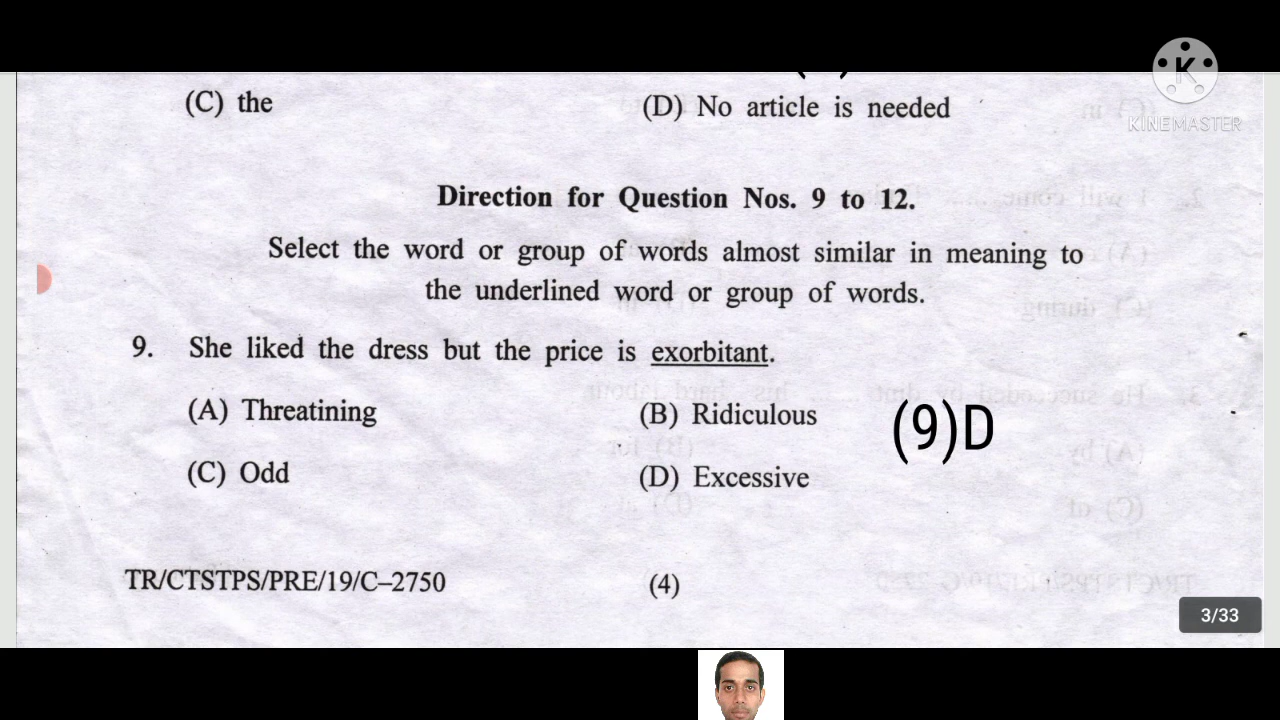 K
KINEMASTER
(C) the
(D) No article is needed
Direction for Question Nos. 9 to 12.
Select the word or group of words almost similar in meaning to
the underlined word or group of words.
9. She liked the dress but the price is exorbitant.
(A) Threatining
(B) Ridiculous
(C) Odd
(D) Excessive
(9)D
TR/CTSTPS/PRE/19/C–2750
(4)
3/33